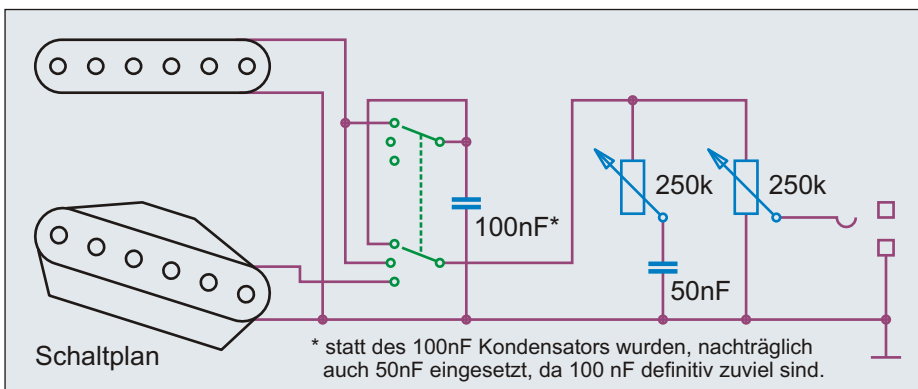 250k
250k
100nF*
50nF
Schaltplan
* statt des 100nF Kondensators wurden, nachträglich
auch 50nF eingesetzt, da 100 nF definitiv zuviel sind.